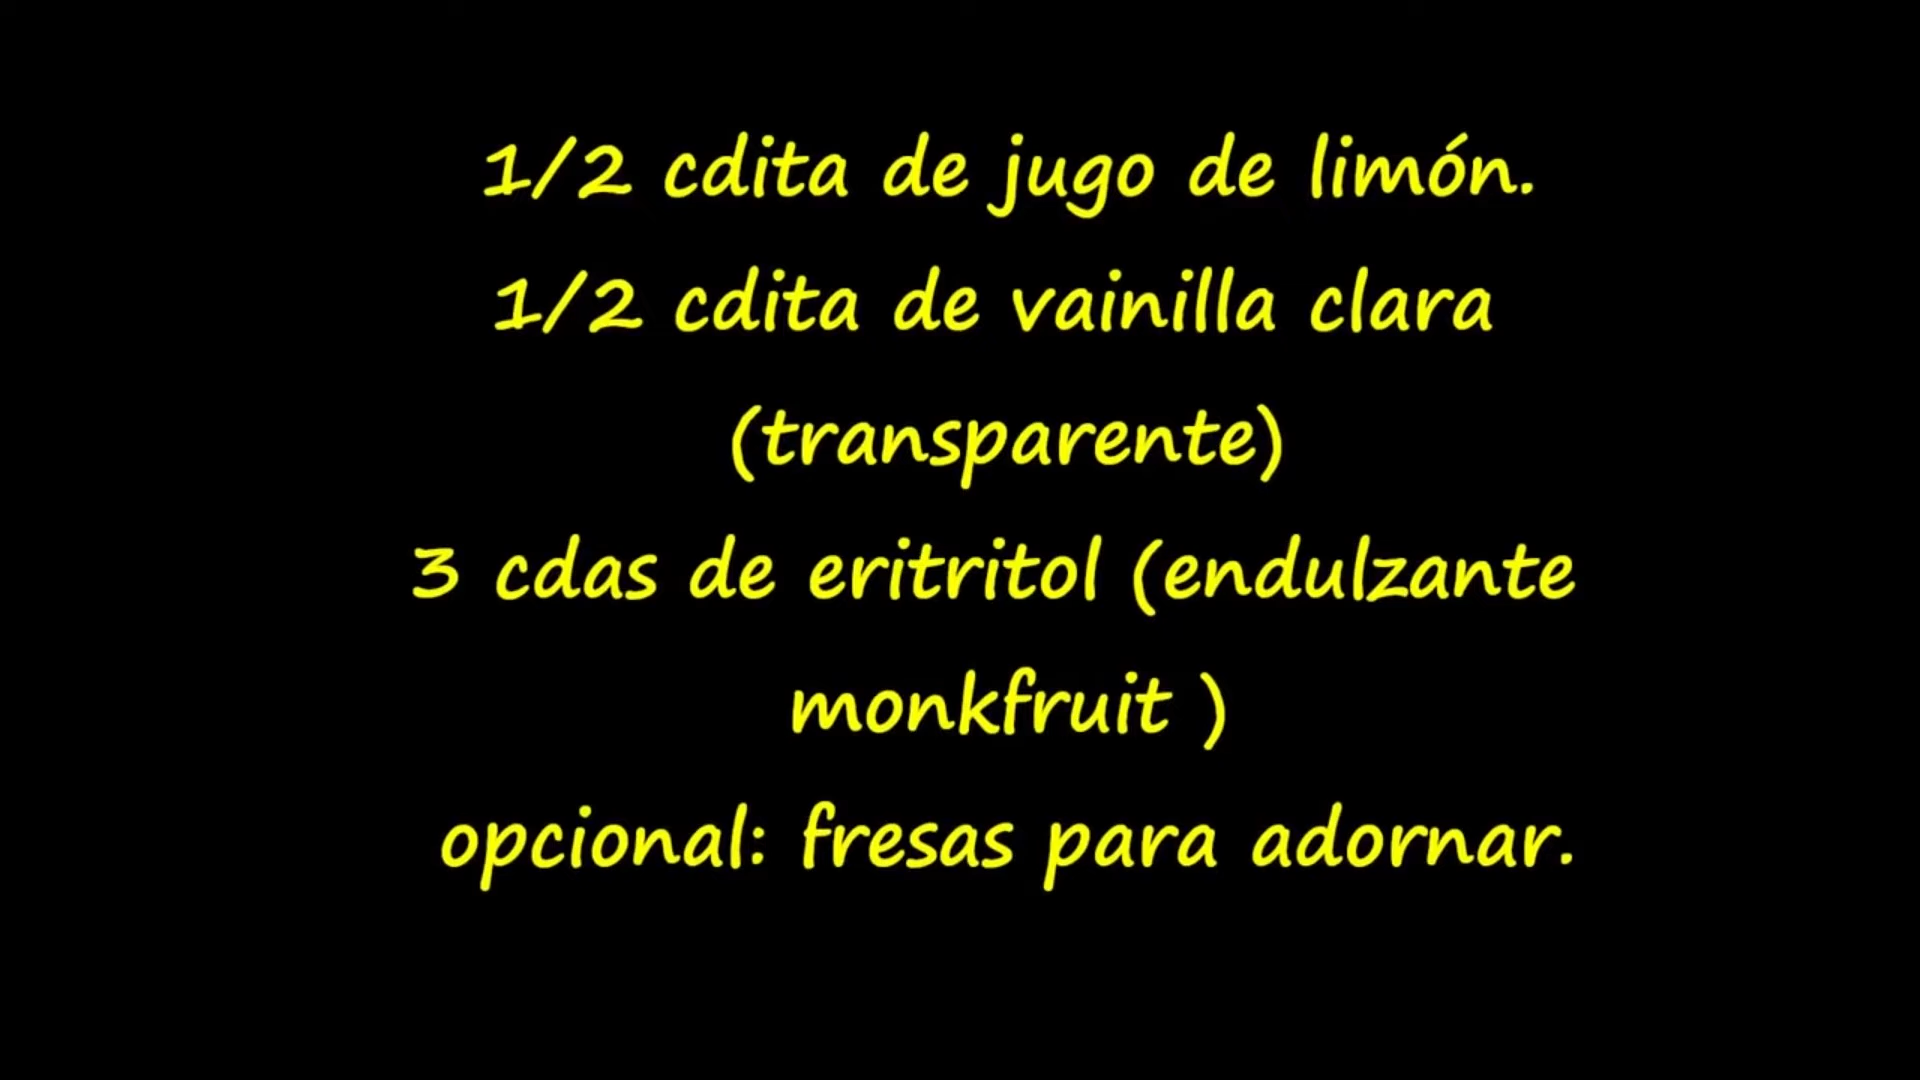 1/2 cdita de jugo de limón.
1/2 cdita de vainilla clara
(transparente)
3 cdas de eritritol (endulzante
monkfruit )
opcional: fresas para adornar.